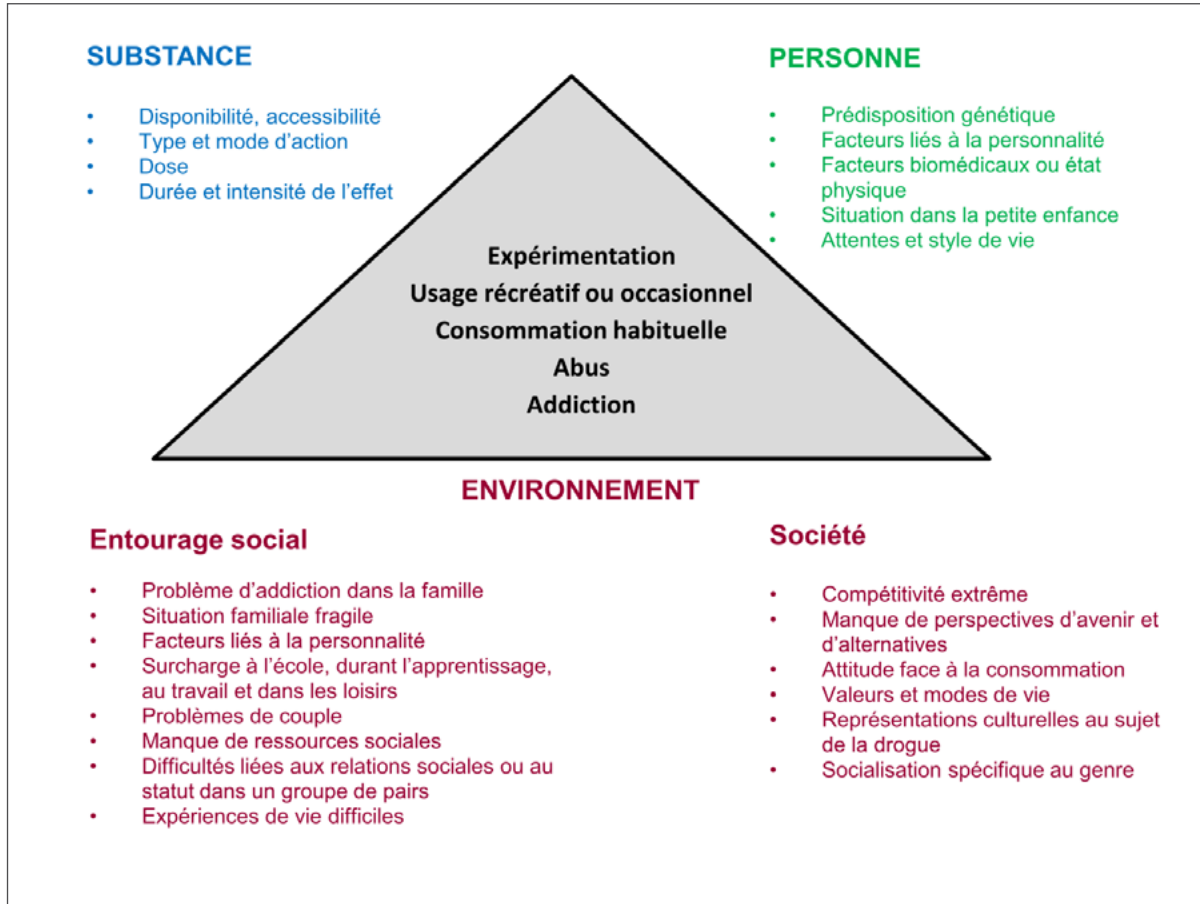 SUBSTANCE
• Disponibilité, accessibilité
• Type et mode d'action
• Dose
• Durée et intensité de l'effet
PERSONNE
• Prédisposition génétique
• Facteurs liés à la personnalité
• Facteurs biomédicaux ou état
physique
• Situation dans la petite enfance
• Attentes et style de vie
Expérimentation
Usage récréatif ou occasionnel
Consommation habituelle
Abus
Addiction
ENVIRONNEMENT
Entourage social
• Problème d'addiction dans la famille
• Situation familiale fragile
• Facteurs liés à la personnalité
• Surcharge à l'école, durant l'apprentissage,
au travail et dans les loisirs
• Problèmes de couple
• Manque de ressources sociales
• Difficultés liées aux relations sociales ou au
statut dans un groupe de pairs
• Expériences de vie difficiles
Société
• Compétitivité extrême
• Manque de perspectives d'avenir et
d'alternatives
• Attitude face à la consommation
• Valeurs et modes de vie
• Représentations culturelles au sujet
de la drogue
• Socialisation spécifique au genre